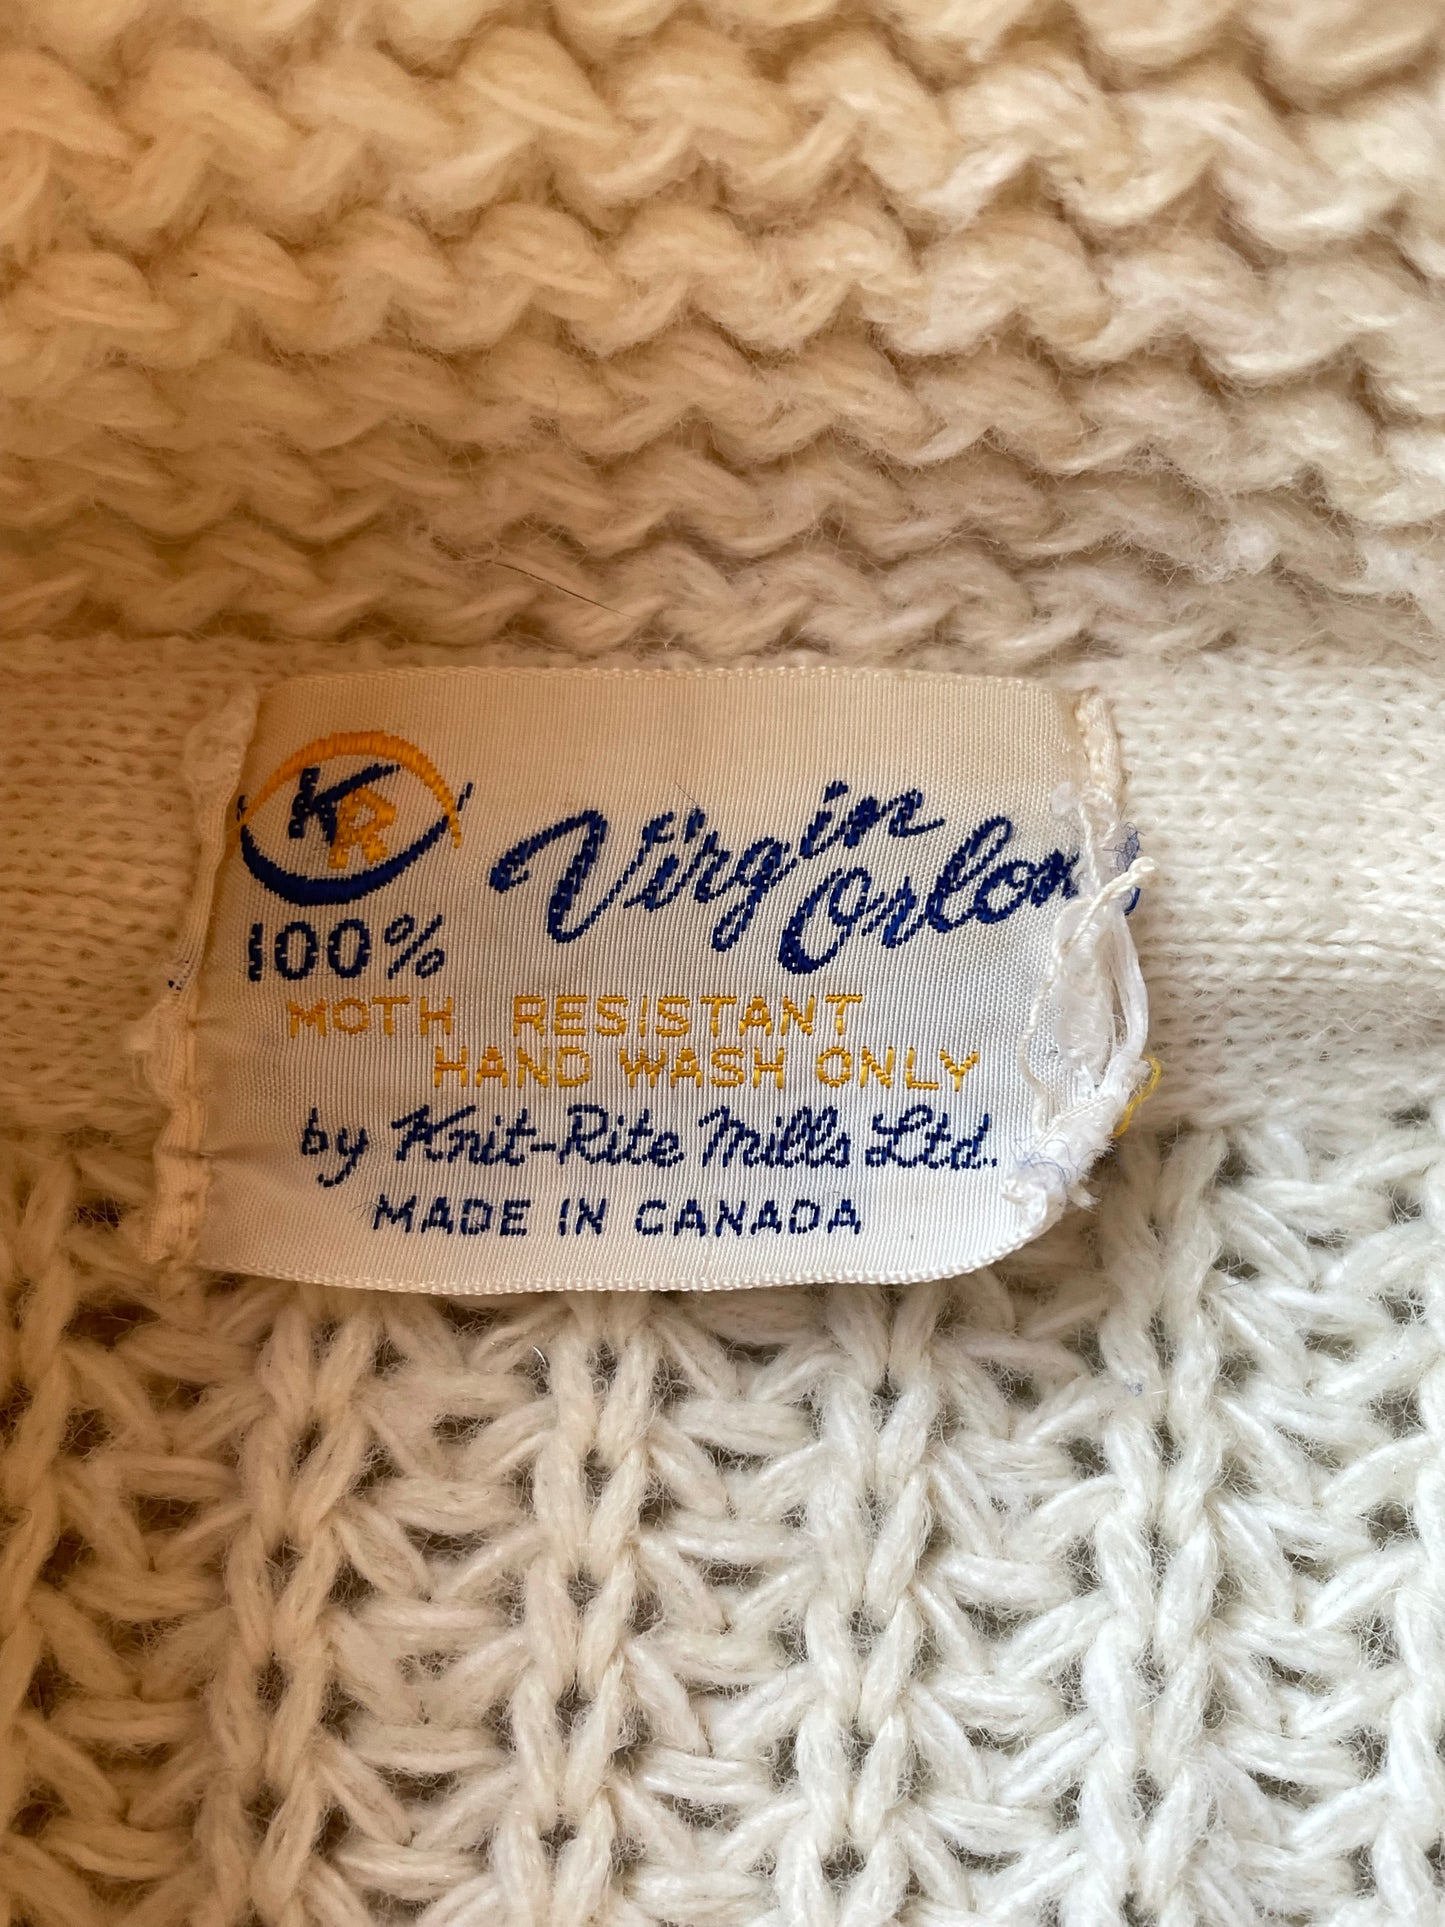 KR
Virgin Orlon
100%
MOTH RESISTANT
HAND WASH ONLY
by Knit-Rite Mills Ltd.
MADE IN CANADA